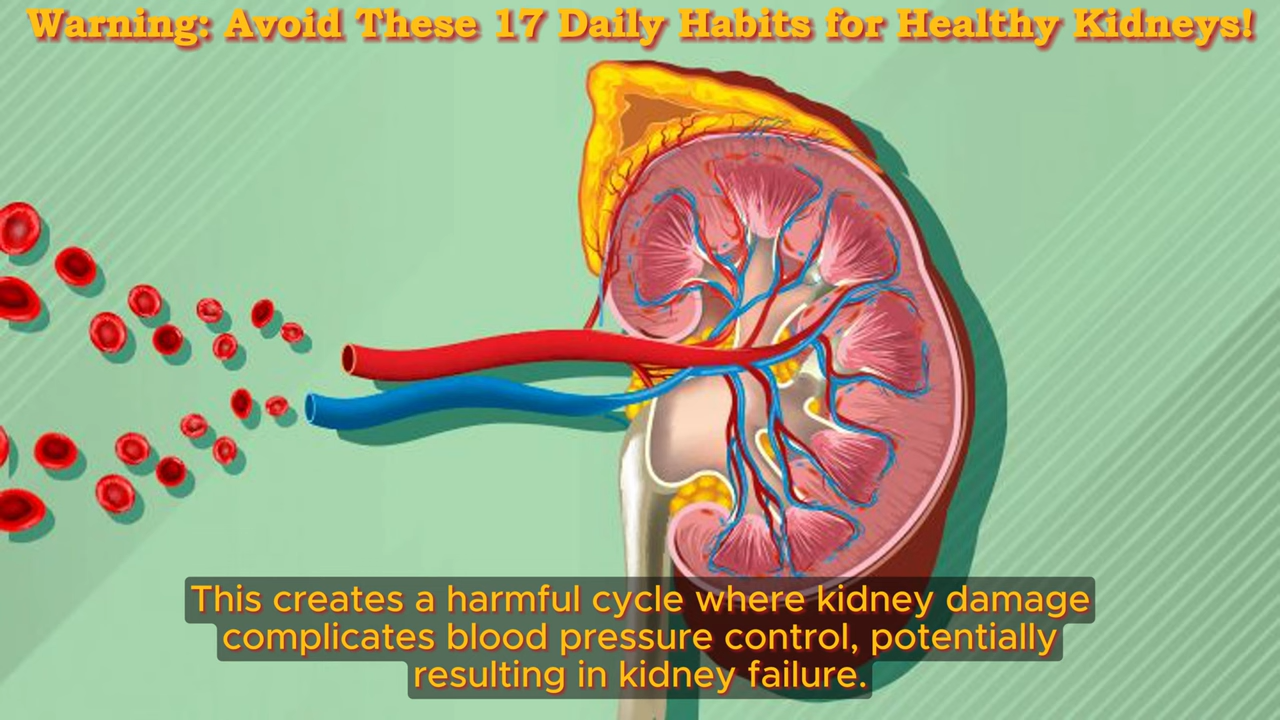 Warning: Avoid These 17 Daily Habits for Healthy Kidneys!
This creates a harmful cycle where kidney damage
complicates blood pressure control, potentially
resulting in kidney failure.